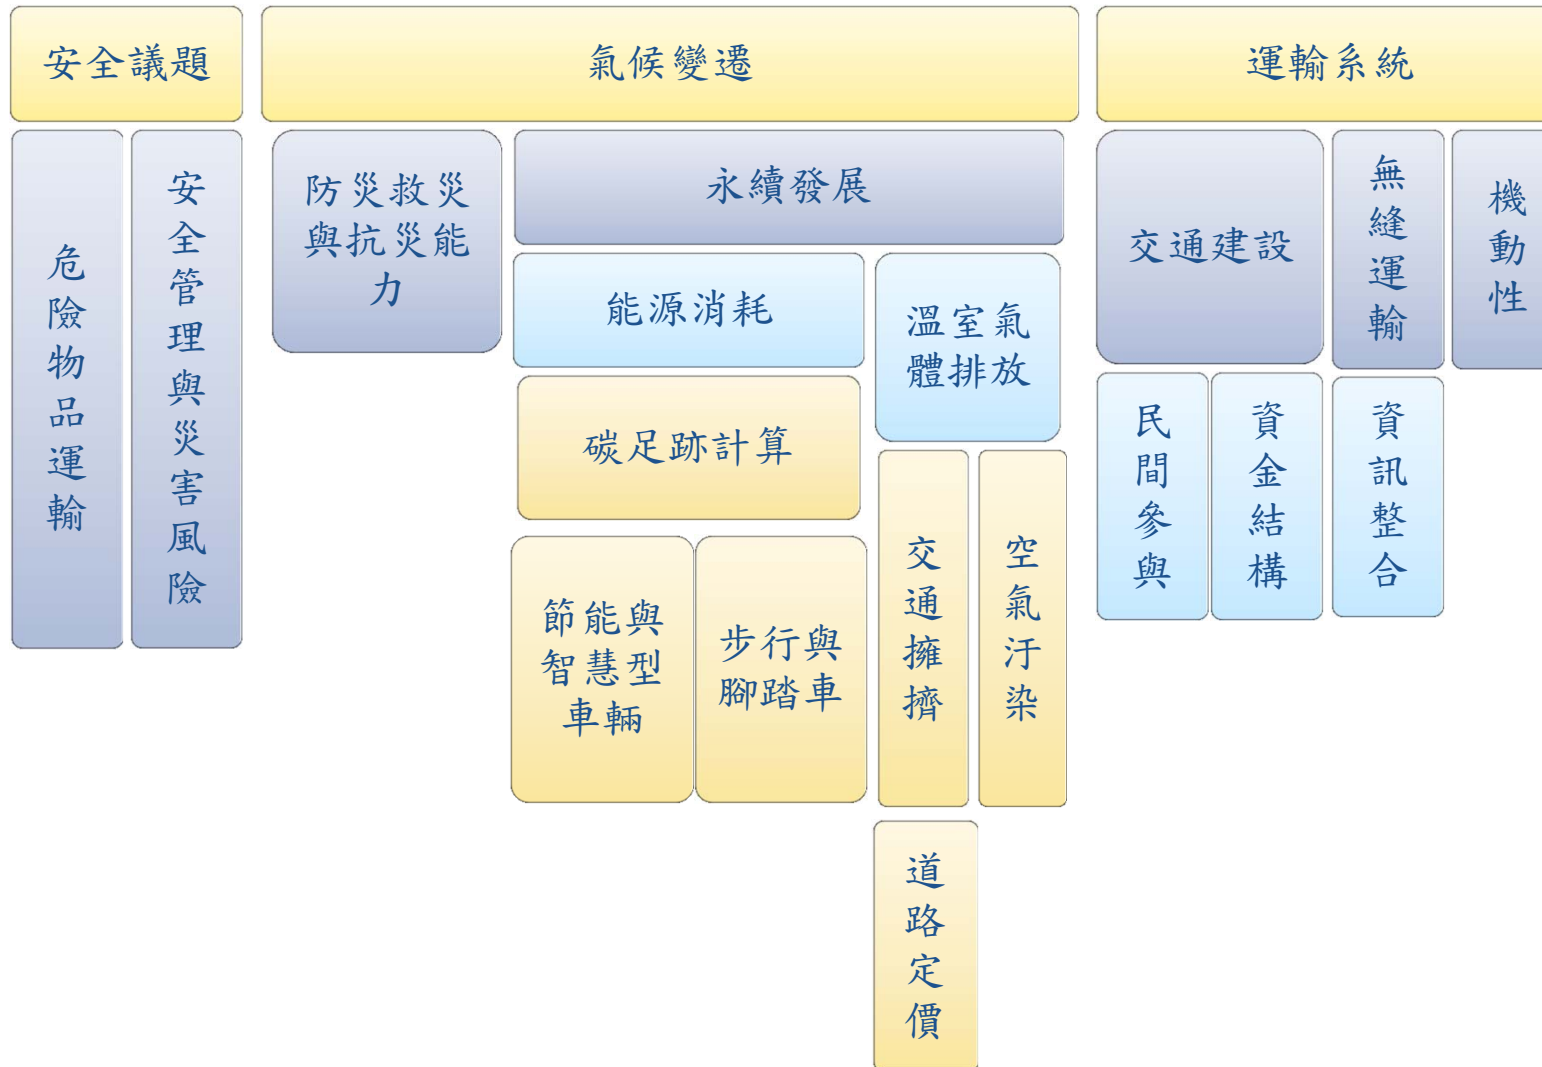 安全議題
氣候變遷
運輸系統
危險物品運輸
安全管理與災害風險
防災救災
與抗災能
力
永續發展
交通建設
無縫運輸
機動性
能源消耗
溫室氣
體排放
碳足跡計算
民間參與
資金結構
資訊整合
節能與
智慧型
車輛
步行與
腳踏車
交通擁擠
空氣汙染
道路定價